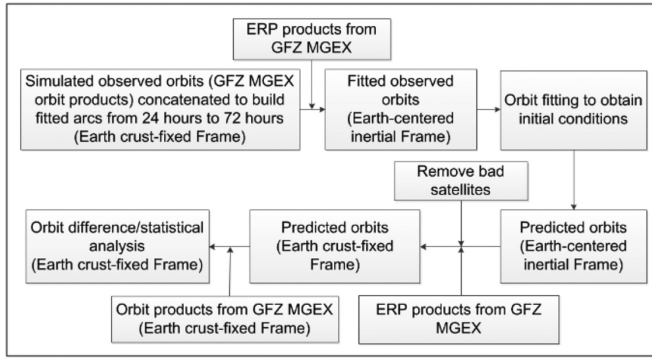 ERP products from
GFZ MGEX
Simulated observed orbits (GFZ MGEX
orbit products) concatenated to build
fitted arcs from 24 hours to 72 hours
(Earth crust-fixed Frame)
Fitted observed
orbits
(Earth-centered
inertial Frame)
Orbit fitting to obtain
initial conditions
Remove bad
satellites
Orbit difference/statistical
analysis
(Earth crust-fixed Frame)
Predicted orbits
(Earth crust-fixed
Frame)
Predicted orbits
(Earth-centered
inertial Frame)
Orbit products from GFZ MGEX
(Earth crust-fixed Frame)
ERP products from GFZ
MGEX